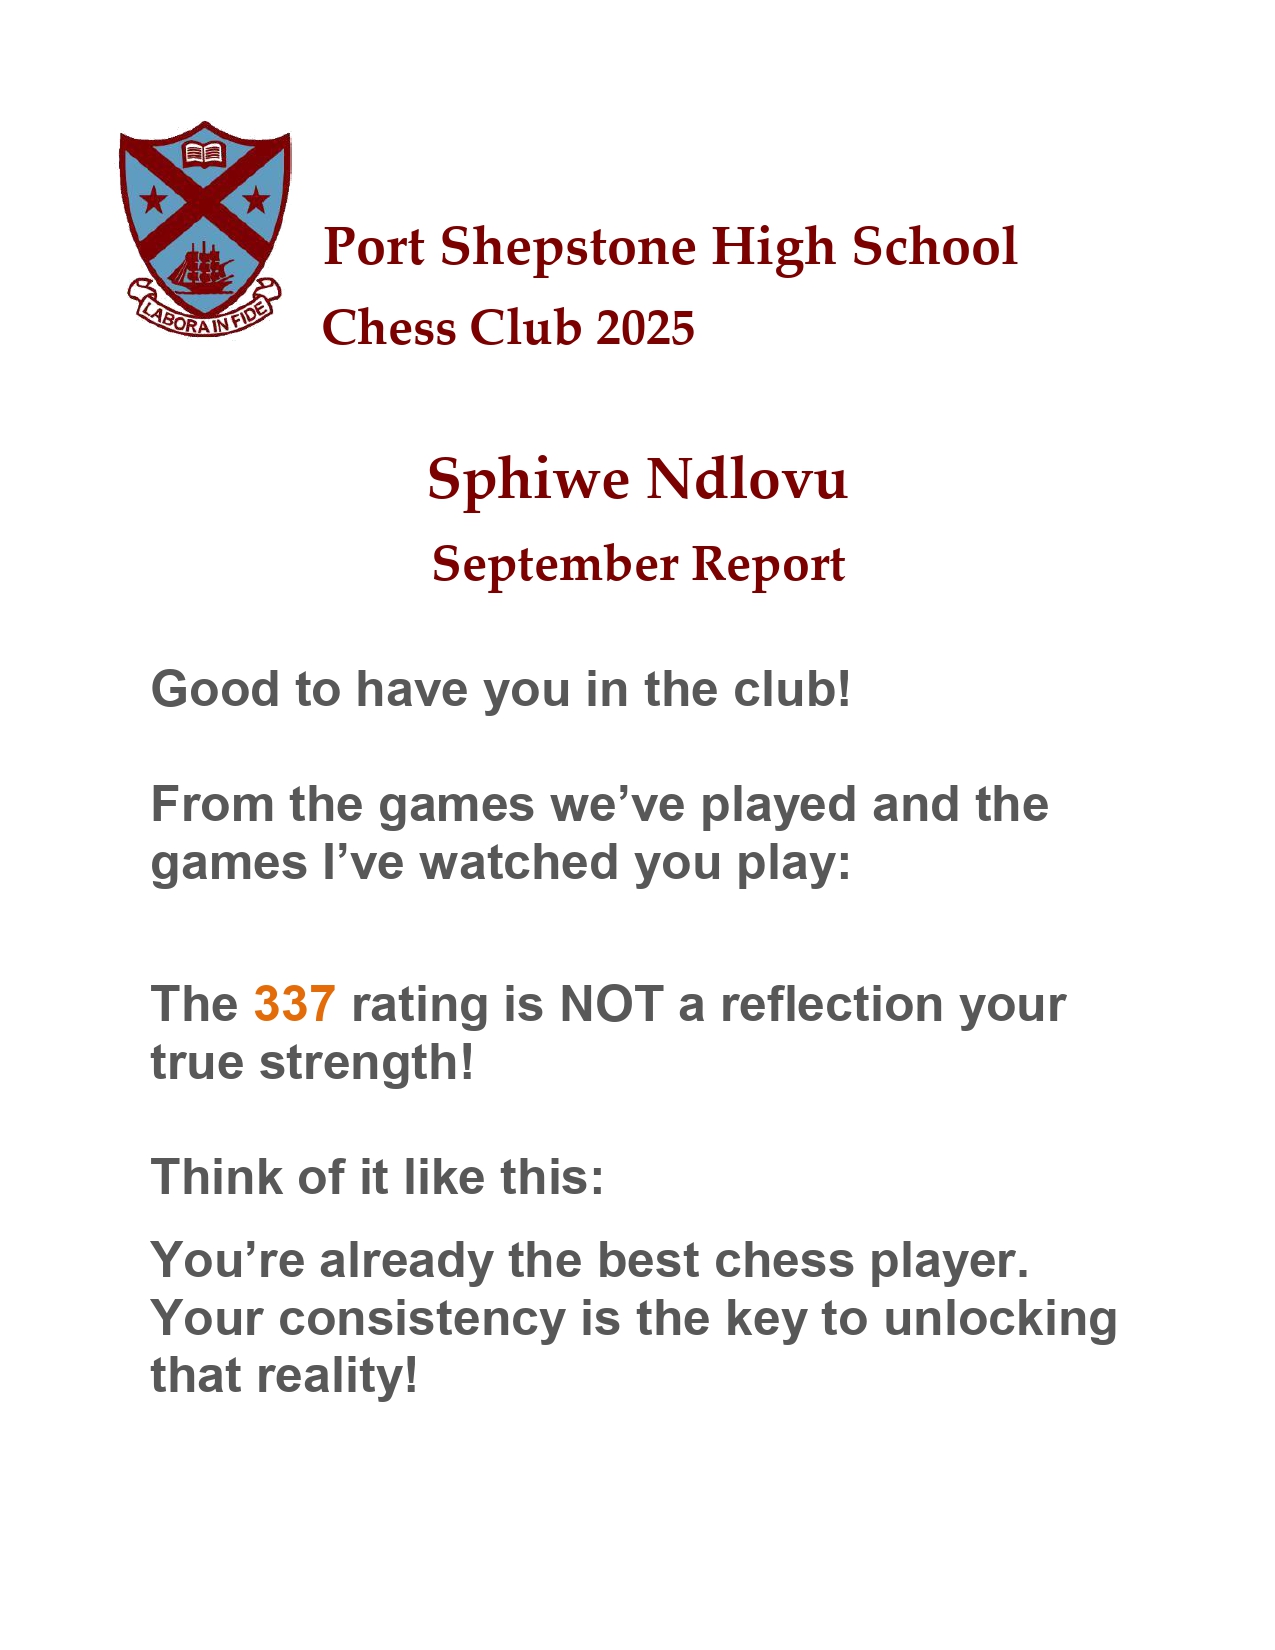 LABORA IN FIDE
Port Shepstone High School
Chess Club 2025
Sphiwe Ndlovu
September Report
Good to have you in the club!
From the games we’ve played and the
games I’ve watched you play:
The 337 rating is NOT a reflection your
true strength!
Think of it like this:
You’re already the best chess player.
Your consistency is the key to unlocking
that reality!